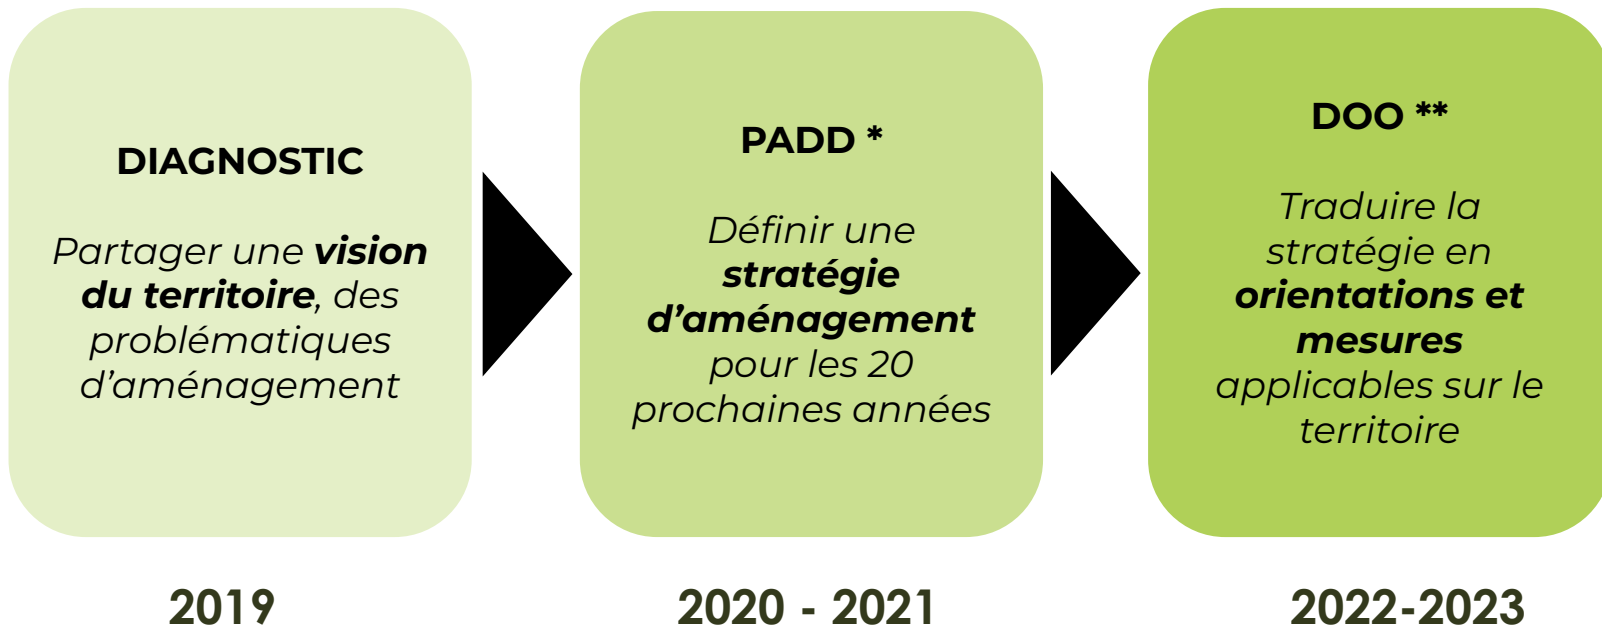 DIAGNOSTIC
Partager une vision
du territoire, des
problématiques
d’aménagement
PADD *
Définir une
stratégie
d’aménagement
pour les 20
prochaines années
DOO **
Traduire la
stratégie en
orientations et
mesures
applicables sur le
territoire
2019
2020 - 2021
2022-2023